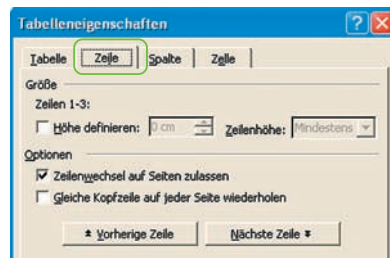 Tabelleneigenschaften
Tabelle Zeile Spalte Zelle
Größe
Zeilen 1-3:
Höhe definieren: 0 cm Zeilenhöhe: Mindestens
Optionen
Zeilenwechsel auf Seiten zulassen
Gleiche Kopfzeile auf jeder Seite wiederholen
Vorherige Zeile Nächste Zeile